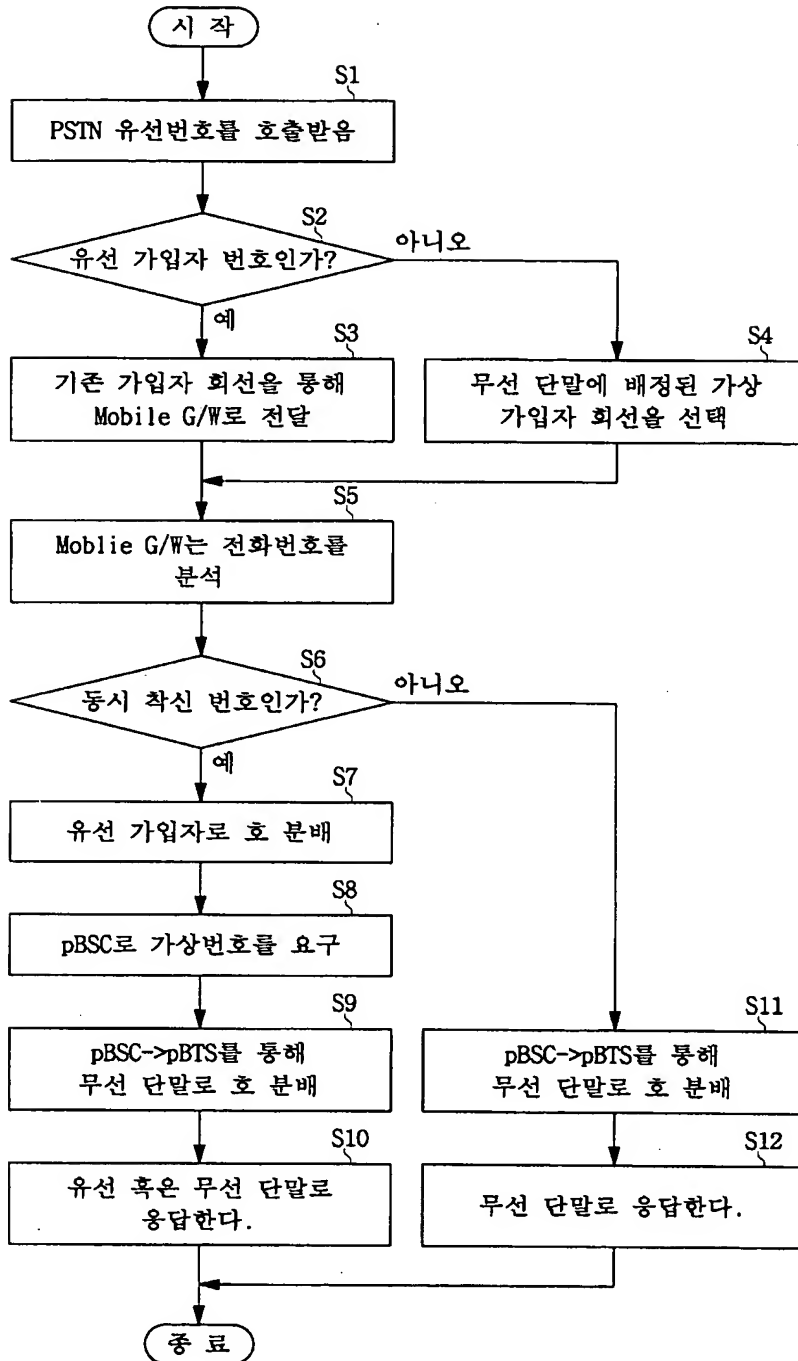 시 작
S1
PSTN 유선번호를 호출받음
S2
유선 가입자 번호인가?
아니오
예
S3
기존 가입자 회선을 통해
Mobile G/W로 전달
S4
무선 단말에 배정된 가상
가입자 회선을 선택
S5
Moblie G/W는 전화번호를
분석
S6
동시 착신 번호인가?
아니오
예
S7
유선 가입자로 호 분배
S8
pBSC로 가상번호를 요구
S9
pBSC->pBTS를 통해
무선 단말로 호 분배
S11
pBSC->pBTS를 통해
무선 단말로 호 분배
S10
유선 혹은 무선 단말로
응답한다.
S12
무선 단말로 응답한다.
종 료